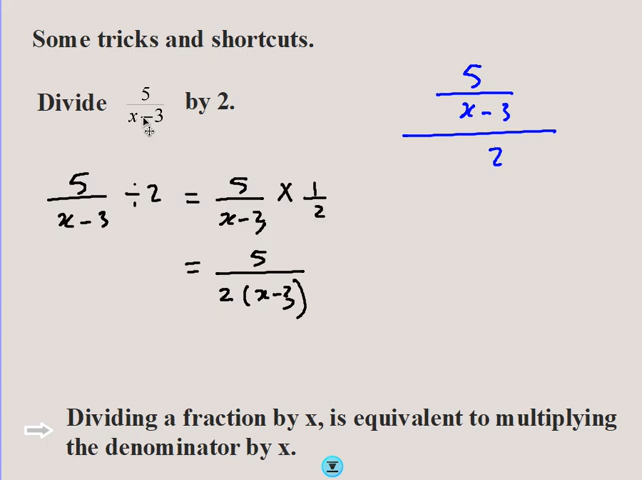 Some tricks and shortcuts.
Divide 5/(x-3) by 2.
5/(x-3) ÷ 2 = 5/(x-3) × 1/2
= 5/(2(x-3))
(5/(x-3))/2
Dividing a fraction by x, is equivalent to multiplying
the denominator by x.